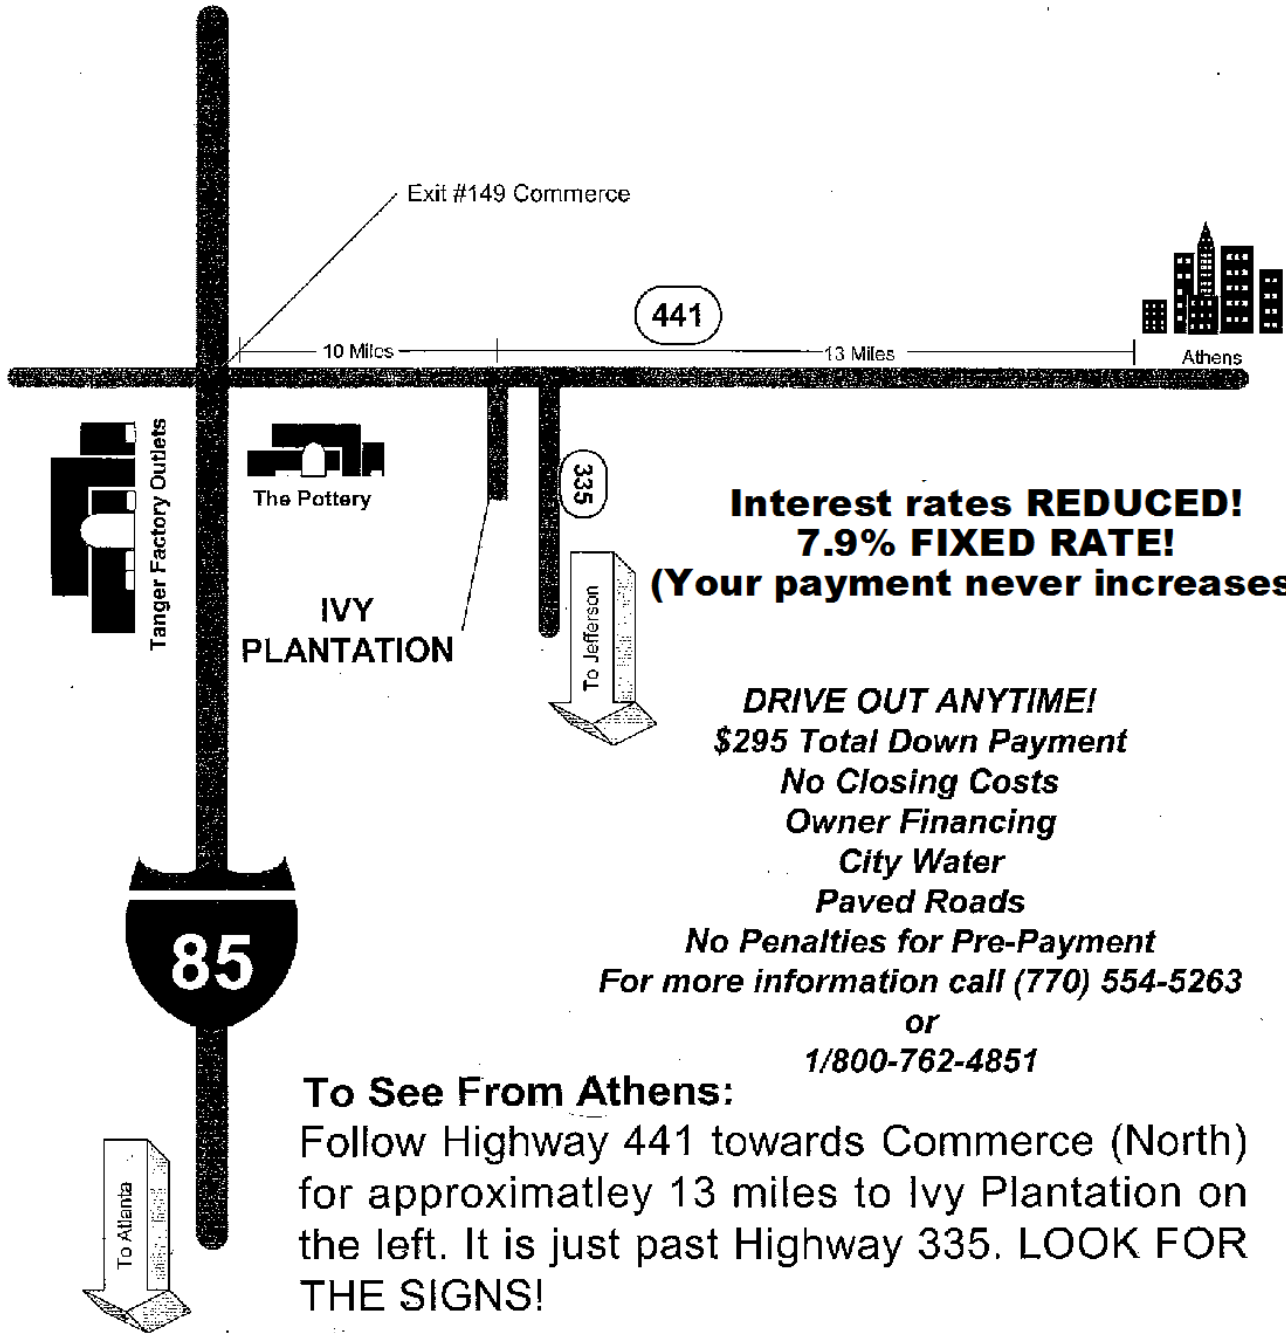 Exit #149 Commerce
441
10 Miles
13 Miles
Athens
Tanger Factory Outlets
The Pottery
335
IVY
PLANTATION
To Jefferson
Interest rates REDUCED!
7.9% FIXED RATE!
(Your payment never increases
DRIVE OUT ANYTIME!
$295 Total Down Payment
No Closing Costs
Owner Financing
City Water
Paved Roads
No Penalties for Pre-Payment
For more information call (770) 554-5263
or
1/800-762-4851
85
To Atlanta
To See From Athens:
Follow Highway 441 towards Commerce (North)
for approximatley 13 miles to Ivy Plantation on
the left. It is just past Highway 335. LOOK FOR
THE SIGNS!